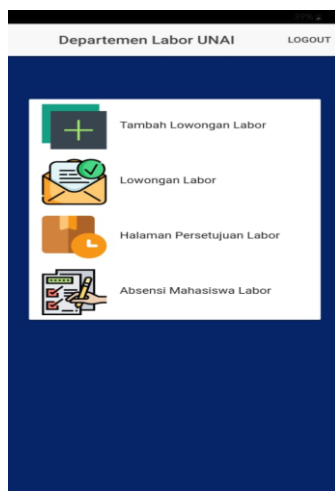 Departemen Labor UNAI
LOGOUT
Tambah Lowongan Labor
Lowongan Labor
Halaman Persetujuan Labor
Absensi Mahasiswa Labor